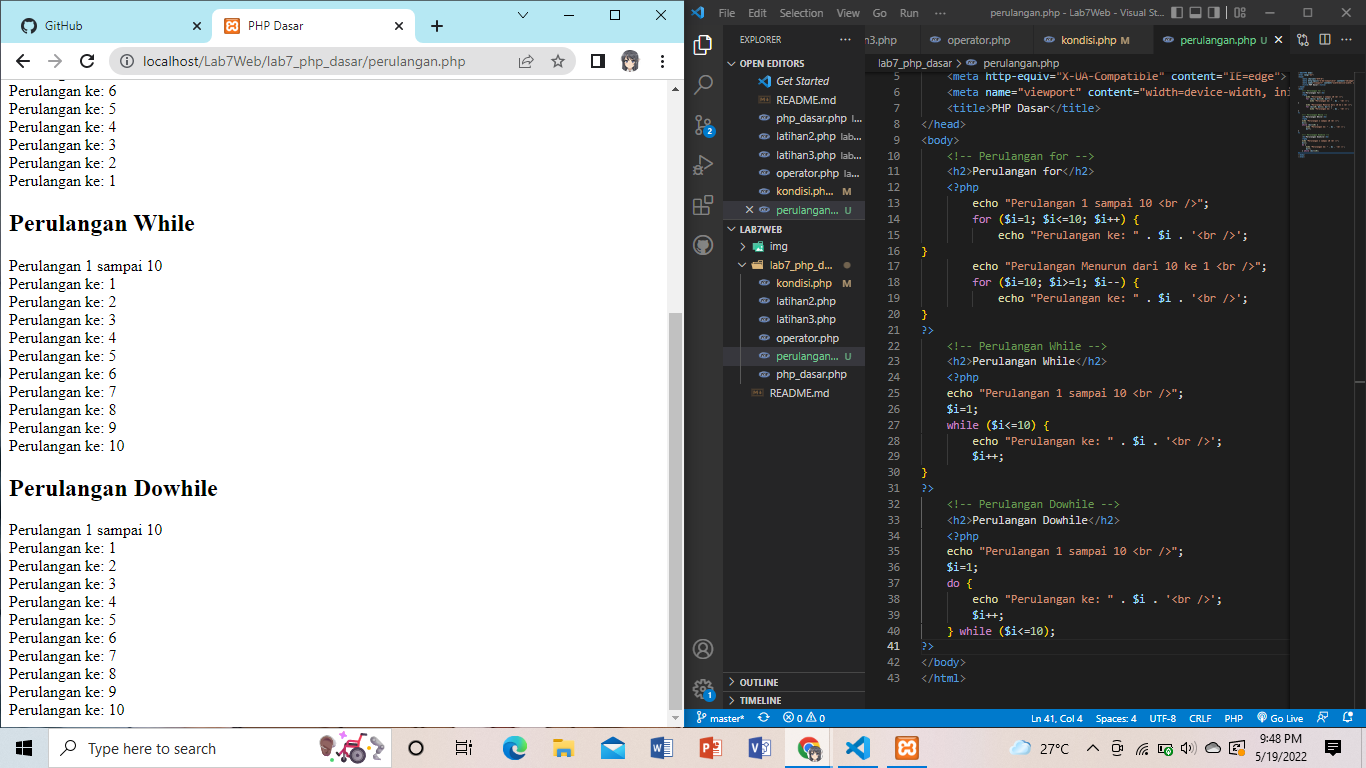 GitHub
PHP Dasar
localhost/Lab7Web/lab7_php_dasar/perulangan.php
Perulangan ke: 6
Perulangan ke: 5
Perulangan ke: 4
Perulangan ke: 3
Perulangan ke: 2
Perulangan ke: 1
Perulangan While
Perulangan 1 sampai 10
Perulangan ke: 1
Perulangan ke: 2
Perulangan ke: 3
Perulangan ke: 4
Perulangan ke: 5
Perulangan ke: 6
Perulangan ke: 7
Perulangan ke: 8
Perulangan ke: 9
Perulangan ke: 10
Perulangan Dowhile
Perulangan 1 sampai 10
Perulangan ke: 1
Perulangan ke: 2
Perulangan ke: 3
Perulangan ke: 4
Perulangan ke: 5
Perulangan ke: 6
Perulangan ke: 7
Perulangan ke: 8
Perulangan ke: 9
Perulangan ke: 10
File Edit Selection View Go Run ··· perulangan.php - Lab7Web - Visual St...
EXPLORER ···
OPEN EDITORS
Get Started
README.md
php_dasar.php l...
latihan2.php lab...
latihan3.php lab...
operator.php la...
kondisi.ph... M
perulangan... U
LAB7WEB
img
lab7_php_d...
kondisi.php M
latihan2.php
latihan3.php
operator.php
perulangan... U
php_dasar.php
README.md
OUTLINE
TIMELINE
2
1
n3.php operator.php kondisi.php M perulangan.php U
lab7_php_dasar > perulangan.php
5 <meta http-equiv="X-UA-Compatible" content="IE=edge">
6 <meta name="viewport" content="width=device-width, ini
7 <title>PHP Dasar</title>
8 </head>
9 <body>
10 <!-- Perulangan for -->
11 <h2>Perulangan for</h2>
12 <?php
13 echo "Perulangan 1 sampai 10 <br />";
14 for ($i=1; $i<=10; $i++) {
15 echo "Perulangan ke: " . $i . '<br />';
16 }
17 echo "Perulangan Menurun dari 10 ke 1 <br />";
18 for ($i=10; $i>=1; $i--) {
19 echo "Perulangan ke: " . $i . '<br />';
20 }
21 ?>
22 <!-- Perulangan While -->
23 <h2>Perulangan While</h2>
24 <?php
25 echo "Perulangan 1 sampai 10 <br />";
26 $i=1;
27 while ($i<=10) {
28 echo "Perulangan ke: " . $i . '<br />';
29 $i++;
30 }
31 ?>
32 <!-- Perulangan Dowhile -->
33 <h2>Perulangan Dowhile</h2>
34 <?php
35 echo "Perulangan 1 sampai 10 <br />";
36 $i=1;
37 do {
38 echo "Perulangan ke: " . $i . '<br />';
39 $i++;
40 } while ($i<=10);
41 ?>
42 </body>
43 </html>
master* 0 0 Ln 41, Col 4 Spaces: 4 UTF-8 CRLF PHP Go Live
Type here to search
27°C
9:48 PM
5/19/2022